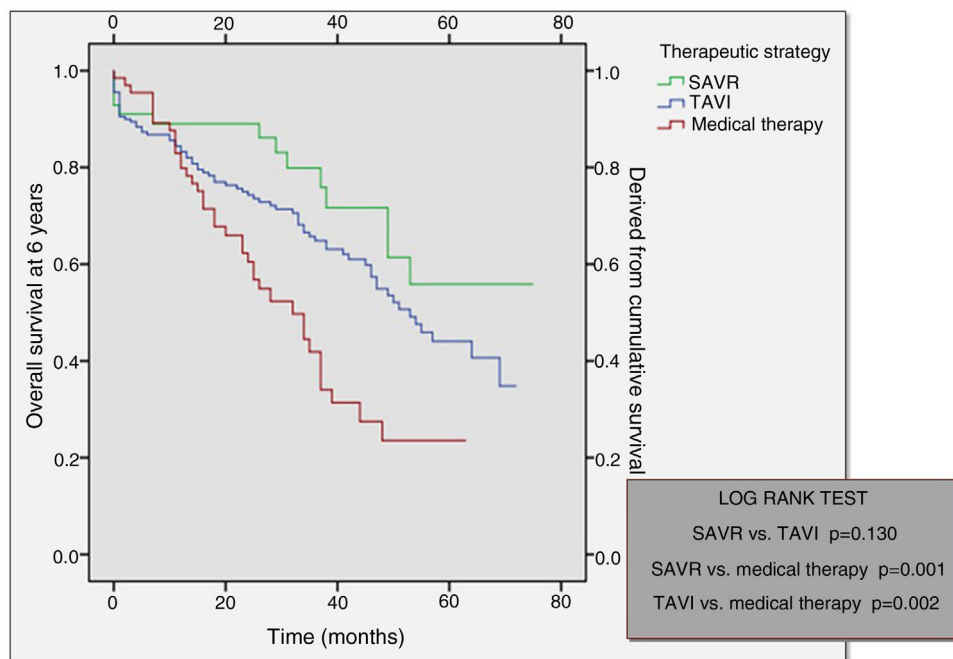 0 20 40 60 80
Therapeutic strategy
SAVR
TAVI
Medical therapy
1.0 1.0
0.8 0.8
0.6 0.6
0.4 0.4
0.2 0.2
0.0 0.0
Overall survival at 6 years
Derived from cumulative survival
0 20 40 60 80
Time (months)
LOG RANK TEST
SAVR vs. TAVI p=0.130
SAVR vs. medical therapy p=0.001
TAVI vs. medical therapy p=0.002